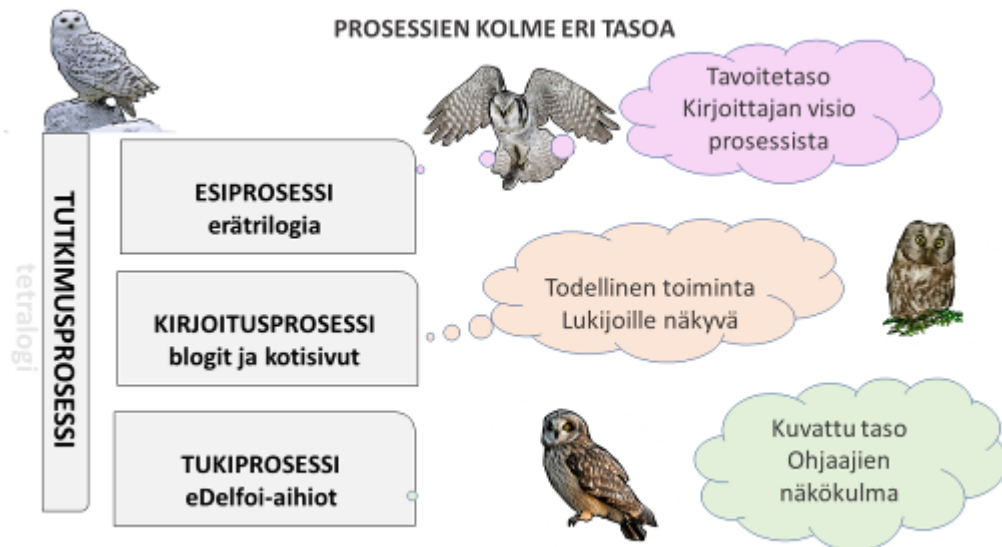 PROSESSIEN KOLME ERI TASOA
Tavoitetaso
Kirjoittajan visio
prosessista
TUTKIMUSPROSESSI
tetralogi
ESIPROSESSI
erätrilogia
Todellinen toiminta
Lukijoille näkyvä
KIRJOITUSPROSESSI
blogit ja kotisivut
Kuvattu taso
Ohjaajien
näkökulma
TUKIPROSESSI
eDelfoi-aihiot